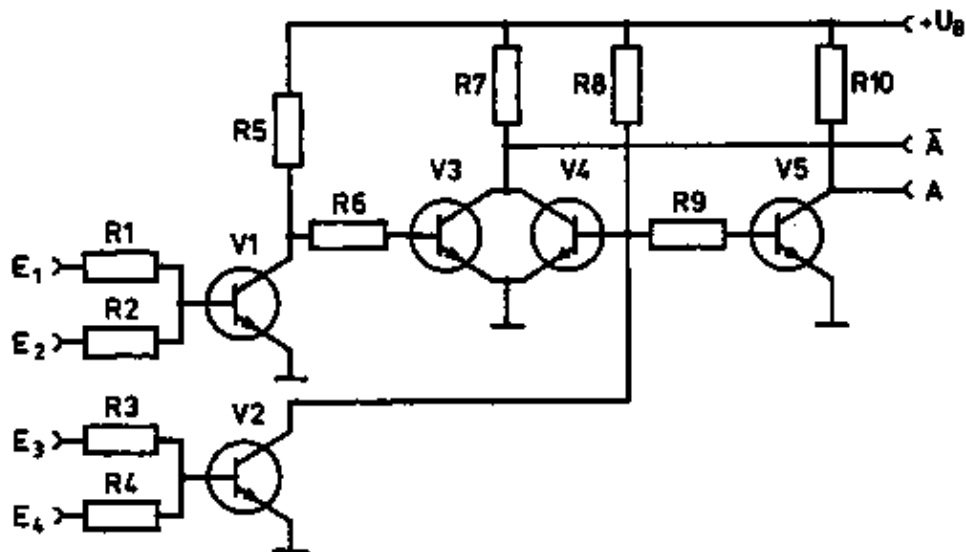 +U_B
R7
R8
R10
R5
Ā
V3
V4
V5
A
R6
R9
R1
V1
E₁
R2
E₂
R3
V2
E₃
R4
E₄